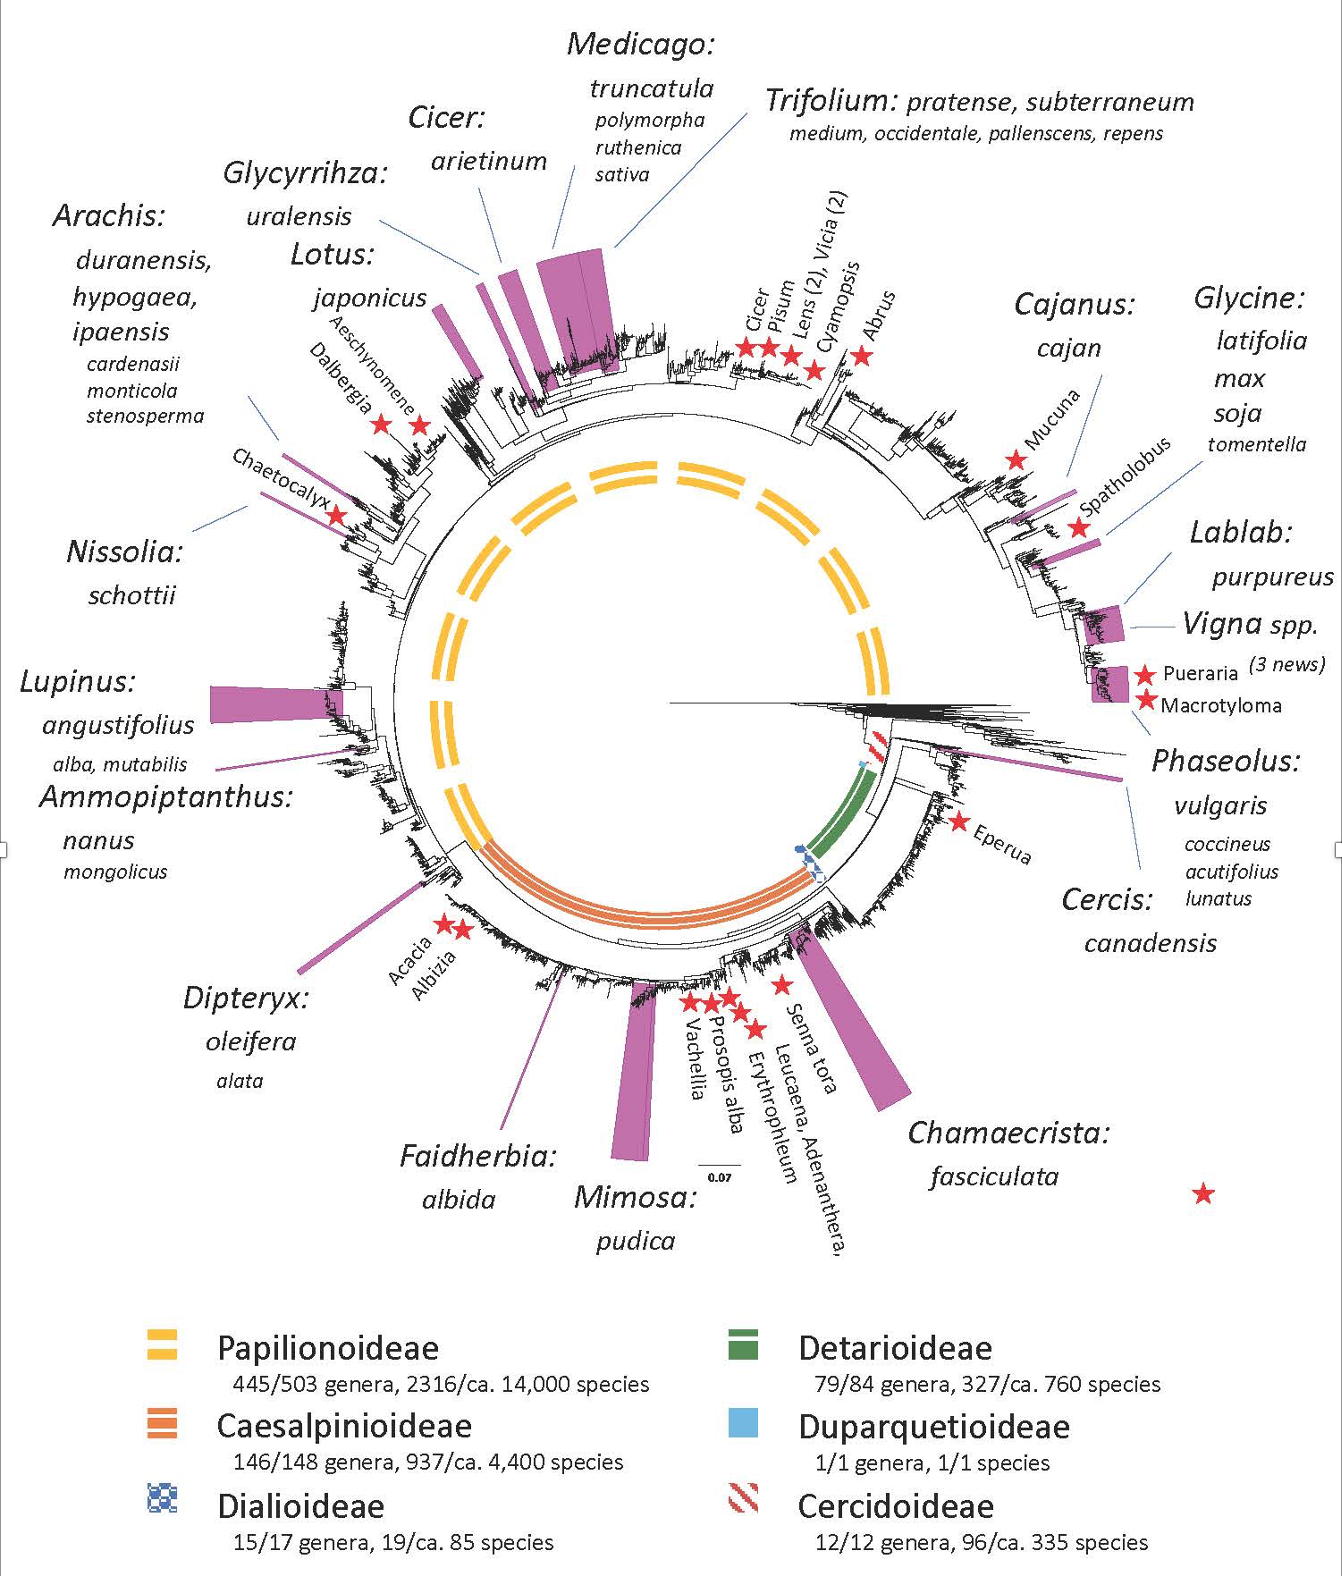 Medicago:
truncatula
polymorpha
ruthenica
sativa
Trifolium: pratense, subterraneum
medium, occidentale, pallenscens, repens
Cicer:
arietinum
Glycyrrihza:
uralensis
Arachis:
duranensis,
hypogaea,
ipaensis
cardenasii
monticola
stenosperma
Lotus:
japonicus
Aeschynomene
Dalbergia
Chaetocalyx
Nissolia:
schottii
Cicer
Pisum
Lens (2), Vicia (2)
Cyamopsis
Abrus
Cajanus:
cajan
Glycine:
latifolia
max
soja
tomentella
Mucuna
Spatholobus
Lablab:
purpureus
Vigna spp.
(3 news)
Pueraria
Macrotyloma
Phaseolus:
vulgaris
coccineus
acutifolius
lunatus
Lupinus:
angustifolius
alba, mutabilis
Ammopiptanthus:
nanus
mongolicus
Eperua
Cercis:
canadensis
Acacia
Albizia
Dipteryx:
oleifera
alata
Faidherbia:
albida
Mimosa:
pudica
Vachellia
Prosopis alba
Erythrophleum
Leucaena, Adenanthera,
Senna tora
Chamaecrista:
fasciculata
0.07
Papilionoideae
445/503 genera, 2316/ca. 14,000 species
Caesalpinioideae
146/148 genera, 937/ca. 4,400 species
Dialioideae
15/17 genera, 19/ca. 85 species
Detarioideae
79/84 genera, 327/ca. 760 species
Duparquetioideae
1/1 genera, 1/1 species
Cercidoideae
12/12 genera, 96/ca. 335 species